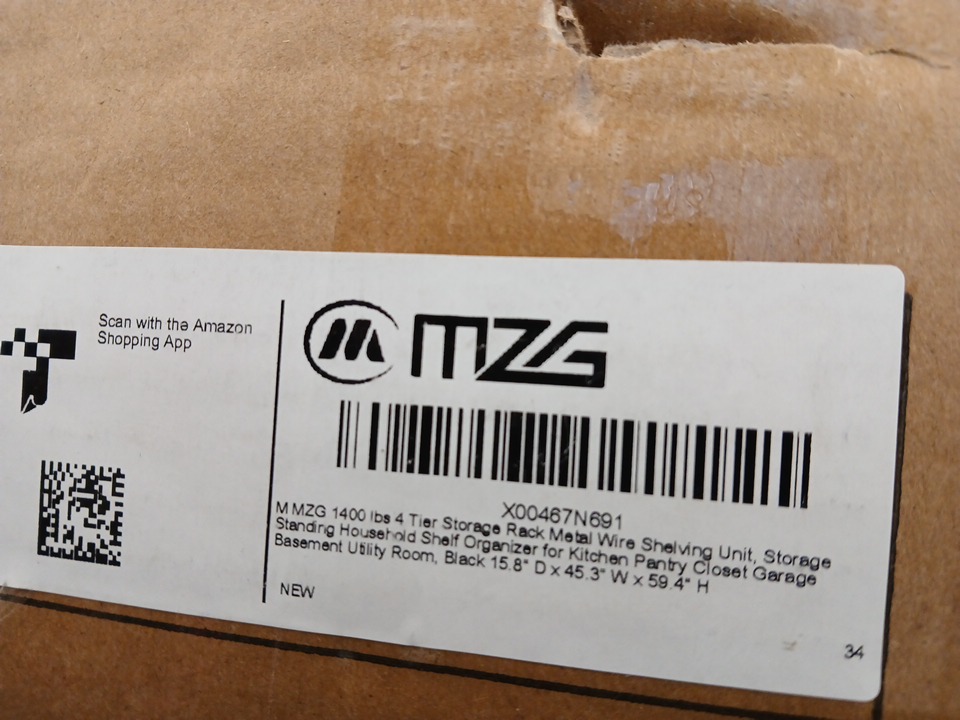 Scan with the Amazon
Shopping App
MZG
X00467N691
M MZG 1400 lbs 4 Tier Storage Rack Metal Wire Shelving Unit, Storage
Standing Household Shelf Organizer for Kitchen Pantry Closet Garage
Basement Utility Room, Black 15.8" D x 45.3" W x 59.4" H
NEW
34